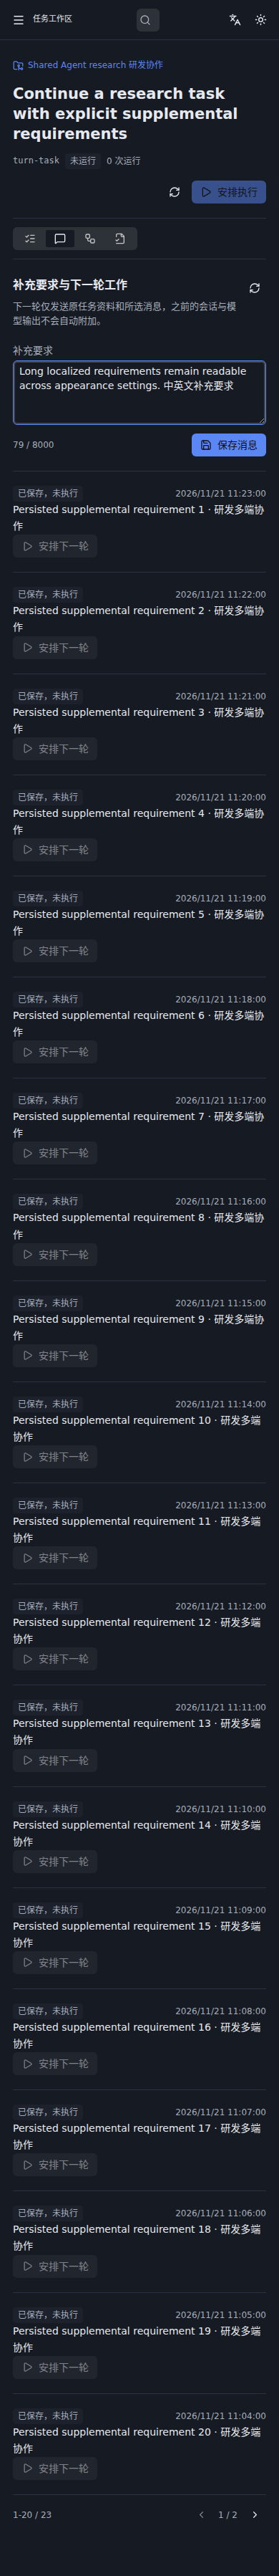 任务工作区
Shared Agent research 研发协作
Continue a research task
with explicit supplemental
requirements
turn-task 未运行 0 次运行
安排执行
补充要求与下一轮工作
下一轮仅发送原任务资料和所选消息，之前的会话与模
型输出不会自动附加。
补充要求
Long localized requirements remain readable
across appearance settings. 中英文补充要求
79 / 8000
保存消息
已保存，未执行 2026/11/21 11:23:00
Persisted supplemental requirement 1 · 研发多端协
作
安排下一轮
已保存，未执行 2026/11/21 11:22:00
Persisted supplemental requirement 2 · 研发多端协
作
安排下一轮
已保存，未执行 2026/11/21 11:21:00
Persisted supplemental requirement 3 · 研发多端协
作
安排下一轮
已保存，未执行 2026/11/21 11:20:00
Persisted supplemental requirement 4 · 研发多端协
作
安排下一轮
已保存，未执行 2026/11/21 11:19:00
Persisted supplemental requirement 5 · 研发多端协
作
安排下一轮
已保存，未执行 2026/11/21 11:18:00
Persisted supplemental requirement 6 · 研发多端协
作
安排下一轮
已保存，未执行 2026/11/21 11:17:00
Persisted supplemental requirement 7 · 研发多端协
作
安排下一轮
已保存，未执行 2026/11/21 11:16:00
Persisted supplemental requirement 8 · 研发多端协
作
安排下一轮
已保存，未执行 2026/11/21 11:15:00
Persisted supplemental requirement 9 · 研发多端协
作
安排下一轮
已保存，未执行 2026/11/21 11:14:00
Persisted supplemental requirement 10 · 研发多端
协作
安排下一轮
已保存，未执行 2026/11/21 11:13:00
Persisted supplemental requirement 11 · 研发多端
协作
安排下一轮
已保存，未执行 2026/11/21 11:12:00
Persisted supplemental requirement 12 · 研发多端
协作
安排下一轮
已保存，未执行 2026/11/21 11:11:00
Persisted supplemental requirement 13 · 研发多端
协作
安排下一轮
已保存，未执行 2026/11/21 11:10:00
Persisted supplemental requirement 14 · 研发多端
协作
安排下一轮
已保存，未执行 2026/11/21 11:09:00
Persisted supplemental requirement 15 · 研发多端
协作
安排下一轮
已保存，未执行 2026/11/21 11:08:00
Persisted supplemental requirement 16 · 研发多端
协作
安排下一轮
已保存，未执行 2026/11/21 11:07:00
Persisted supplemental requirement 17 · 研发多端
协作
安排下一轮
已保存，未执行 2026/11/21 11:06:00
Persisted supplemental requirement 18 · 研发多端
协作
安排下一轮
已保存，未执行 2026/11/21 11:05:00
Persisted supplemental requirement 19 · 研发多端
协作
安排下一轮
已保存，未执行 2026/11/21 11:04:00
Persisted supplemental requirement 20 · 研发多端
协作
安排下一轮
1-20 / 23 1 / 2